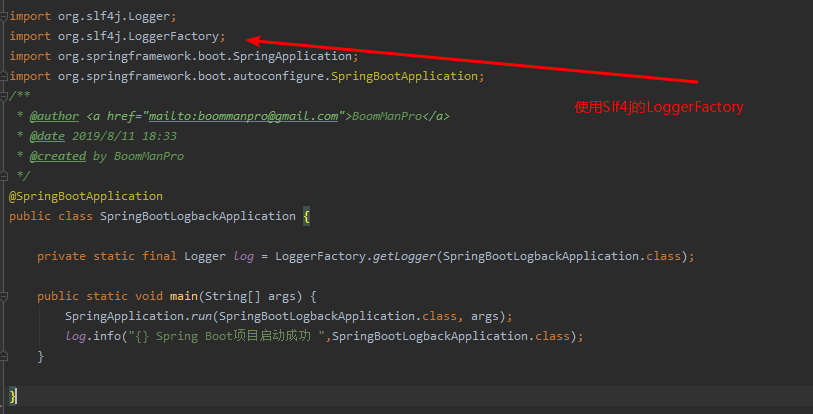 import org.slf4j.Logger;
import org.slf4j.LoggerFactory;
import org.springframework.boot.SpringApplication;
import org.springframework.boot.autoconfigure.SpringBootApplication;
使用Slf4j的LoggerFactory
/**
 * @author <a href="mailto:boommanpro@gmail.com">BoomManPro</a>
 * @date 2019/8/11 18:33
 * @created by BoomManPro
 */
@SpringBootApplication
public class SpringBootLogbackApplication {
    private static final Logger log = LoggerFactory.getLogger(SpringBootLogbackApplication.class);
    public static void main(String[] args) {
        SpringApplication.run(SpringBootLogbackApplication.class, args);
        log.info("{} Spring Boot项目启动成功 ",SpringBootLogbackApplication.class);
    }
}